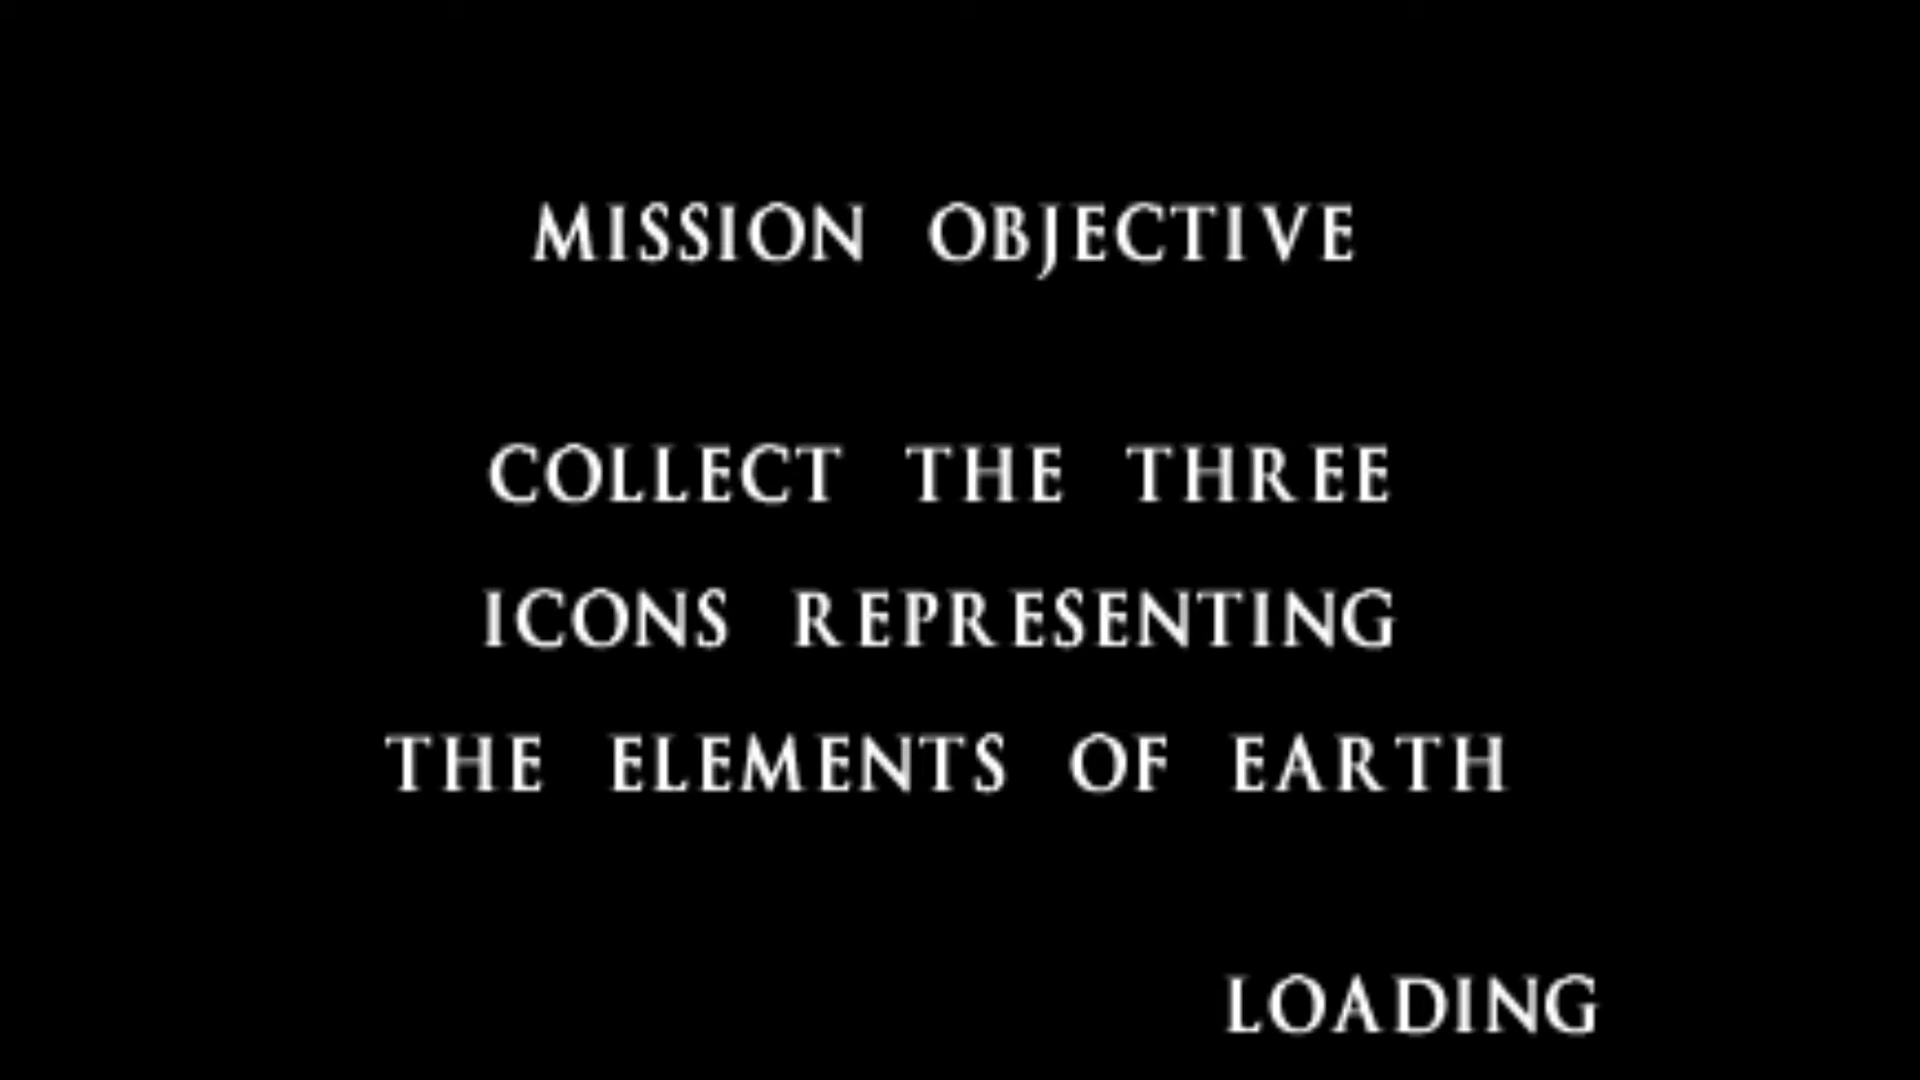 MISSION OBJECTIVE
COLLECT THE THREE
ICONS REPRESENTING
THE ELEMENTS OF EARTH
LOADING